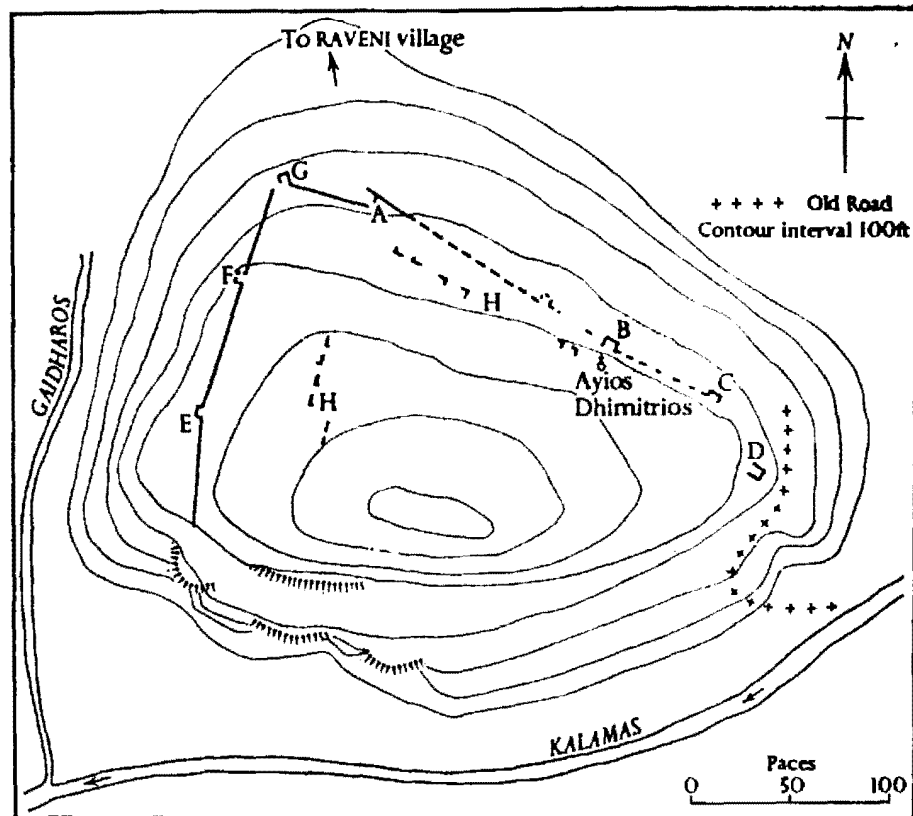 To RAVENI village
N
G
A
+ + + + Old Road
Contour interval 100ft
F
H
B
GAIDHAROS
Ayios
Dhimitrios
C
H
E
D
KALAMAS
Paces
0 50 100